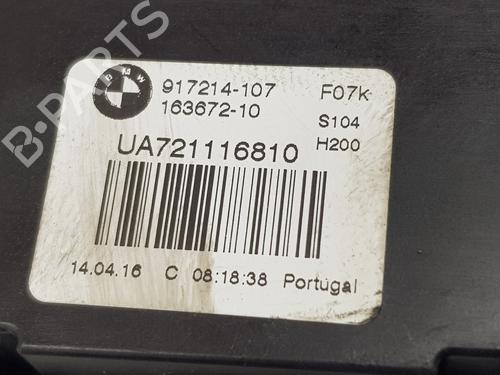 B-PARTS
BMW
917214-107 F07k
163672-10 S104
H200
UA721116810
14.04.16 C 08:18:38 Portugal